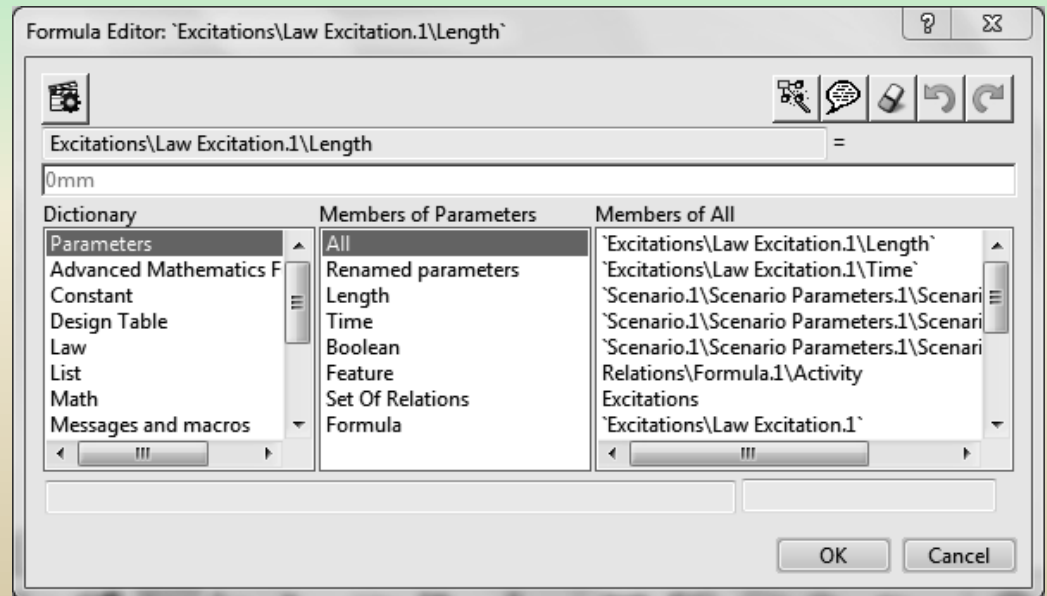 Formula Editor: `Excitations\Law Excitation.1\Length`
Excitations\Law Excitation.1\Length =
0mm
Dictionary
Parameters
Advanced Mathematics F
Constant
Design Table
Law
List
Math
Messages and macros
Members of Parameters
All
Renamed parameters
Length
Time
Boolean
Feature
Set Of Relations
Formula
Members of All
`Excitations\Law Excitation.1\Length`
`Excitations\Law Excitation.1\Time`
`Scenario.1\Scenario Parameters.1\Scenari
`Scenario.1\Scenario Parameters.1\Scenari
`Scenario.1\Scenario Parameters.1\Scenari
Relations\Formula.1\Activity
Excitations
`Excitations\Law Excitation.1`
OK Cancel